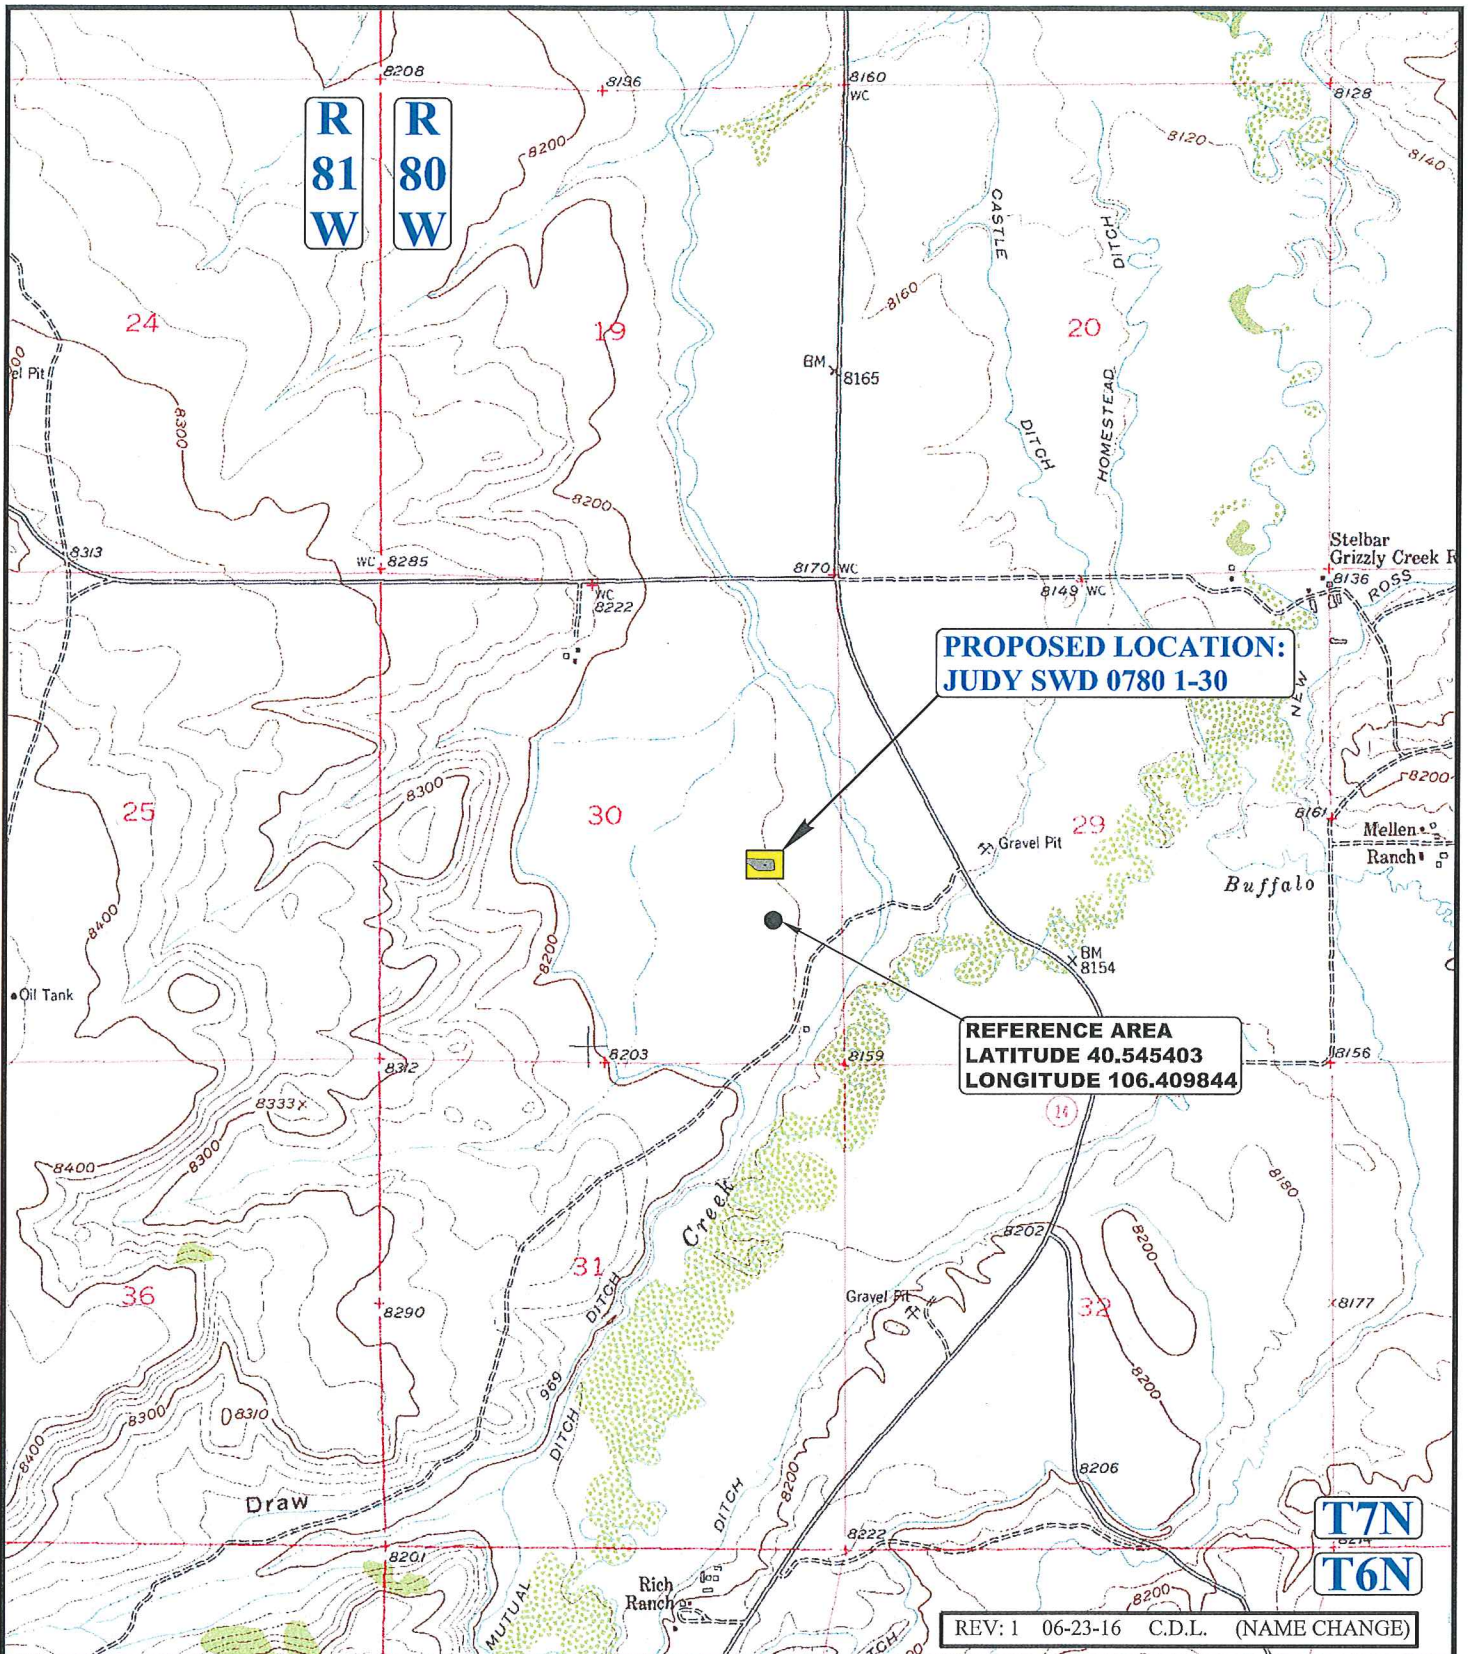 8208
8186
8160
WC
8128
R
81
W
R
80
W
8200
8120
8140
CASTLE
DITCH
8160
24
19
20
BM
8165
8300
HOMESTEAD
DITCH
8200
Stelbar
Grizzly Creek
8313
WC 8285
8170 WC
WC
8222
8149 WC
8136
ROSS
PROPOSED LOCATION:
JUDY SWD 0780 1-30
NEW
8200
25
8300
30
29
8161
Mellen
Ranch
Gravel Pit
Buffalo
8400
8200
BM
8154
Oil Tank
REFERENCE AREA
LATITUDE 40.545403
LONGITUDE 106.409844
8203
8159
8156
8312
8333
14
8400
8300
8180
Creek
8202
8200
31
36
DITCH
Gravel Pit
32
8290
8177
969
8200
8300
8310
8400
DITCH
8206
Draw
DITCH
8200
8222
T7N
8201
T6N
Rich
Ranch
8200
MUTUAL
REV: 1 06-23-16 C.D.L. (NAME CHANGE)